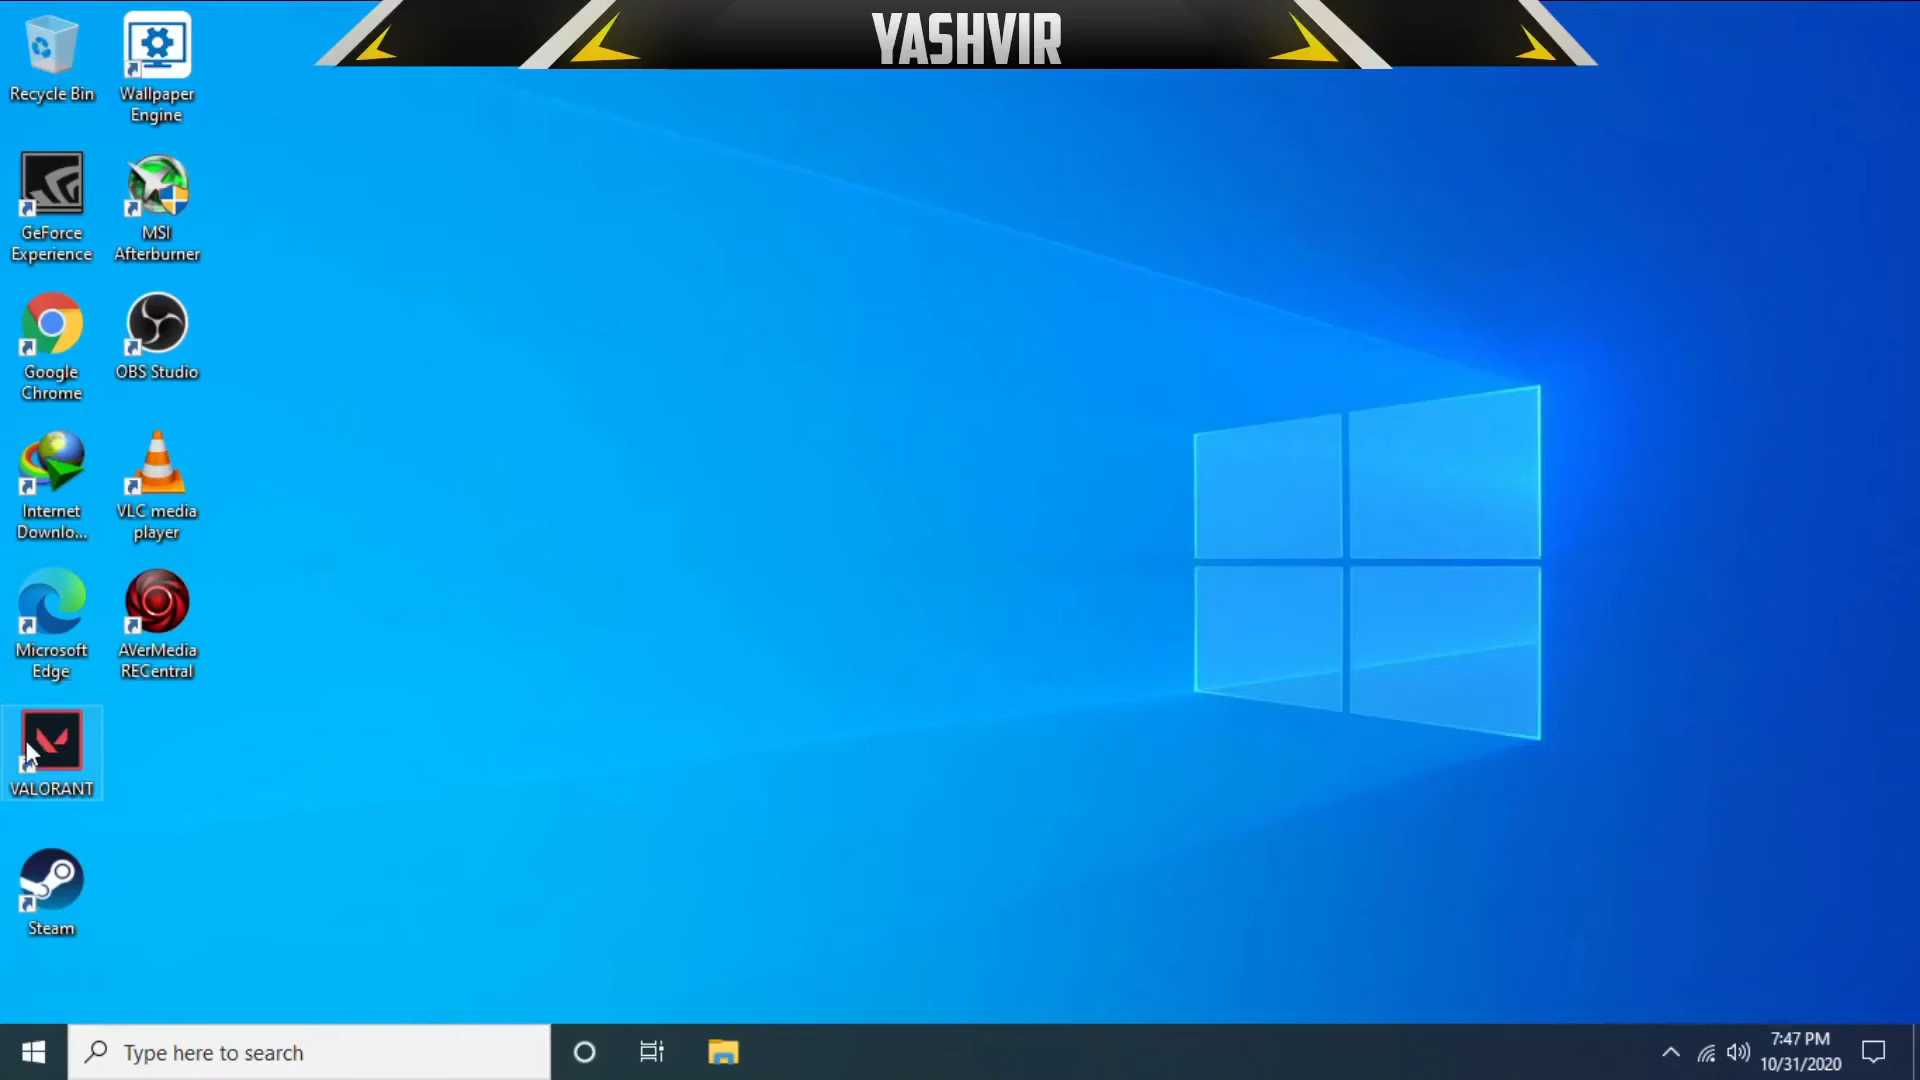 YASHVIR
Recycle Bin
Wallpaper
Engine
GeForce
Experience
MSI
Afterburner
Google
Chrome
OBS Studio
Internet
Downlo...
VLC media
player
Microsoft
Edge
AVerMedia
RECentral
VALORANT
Steam
Type here to search
7:47 PM
10/31/2020